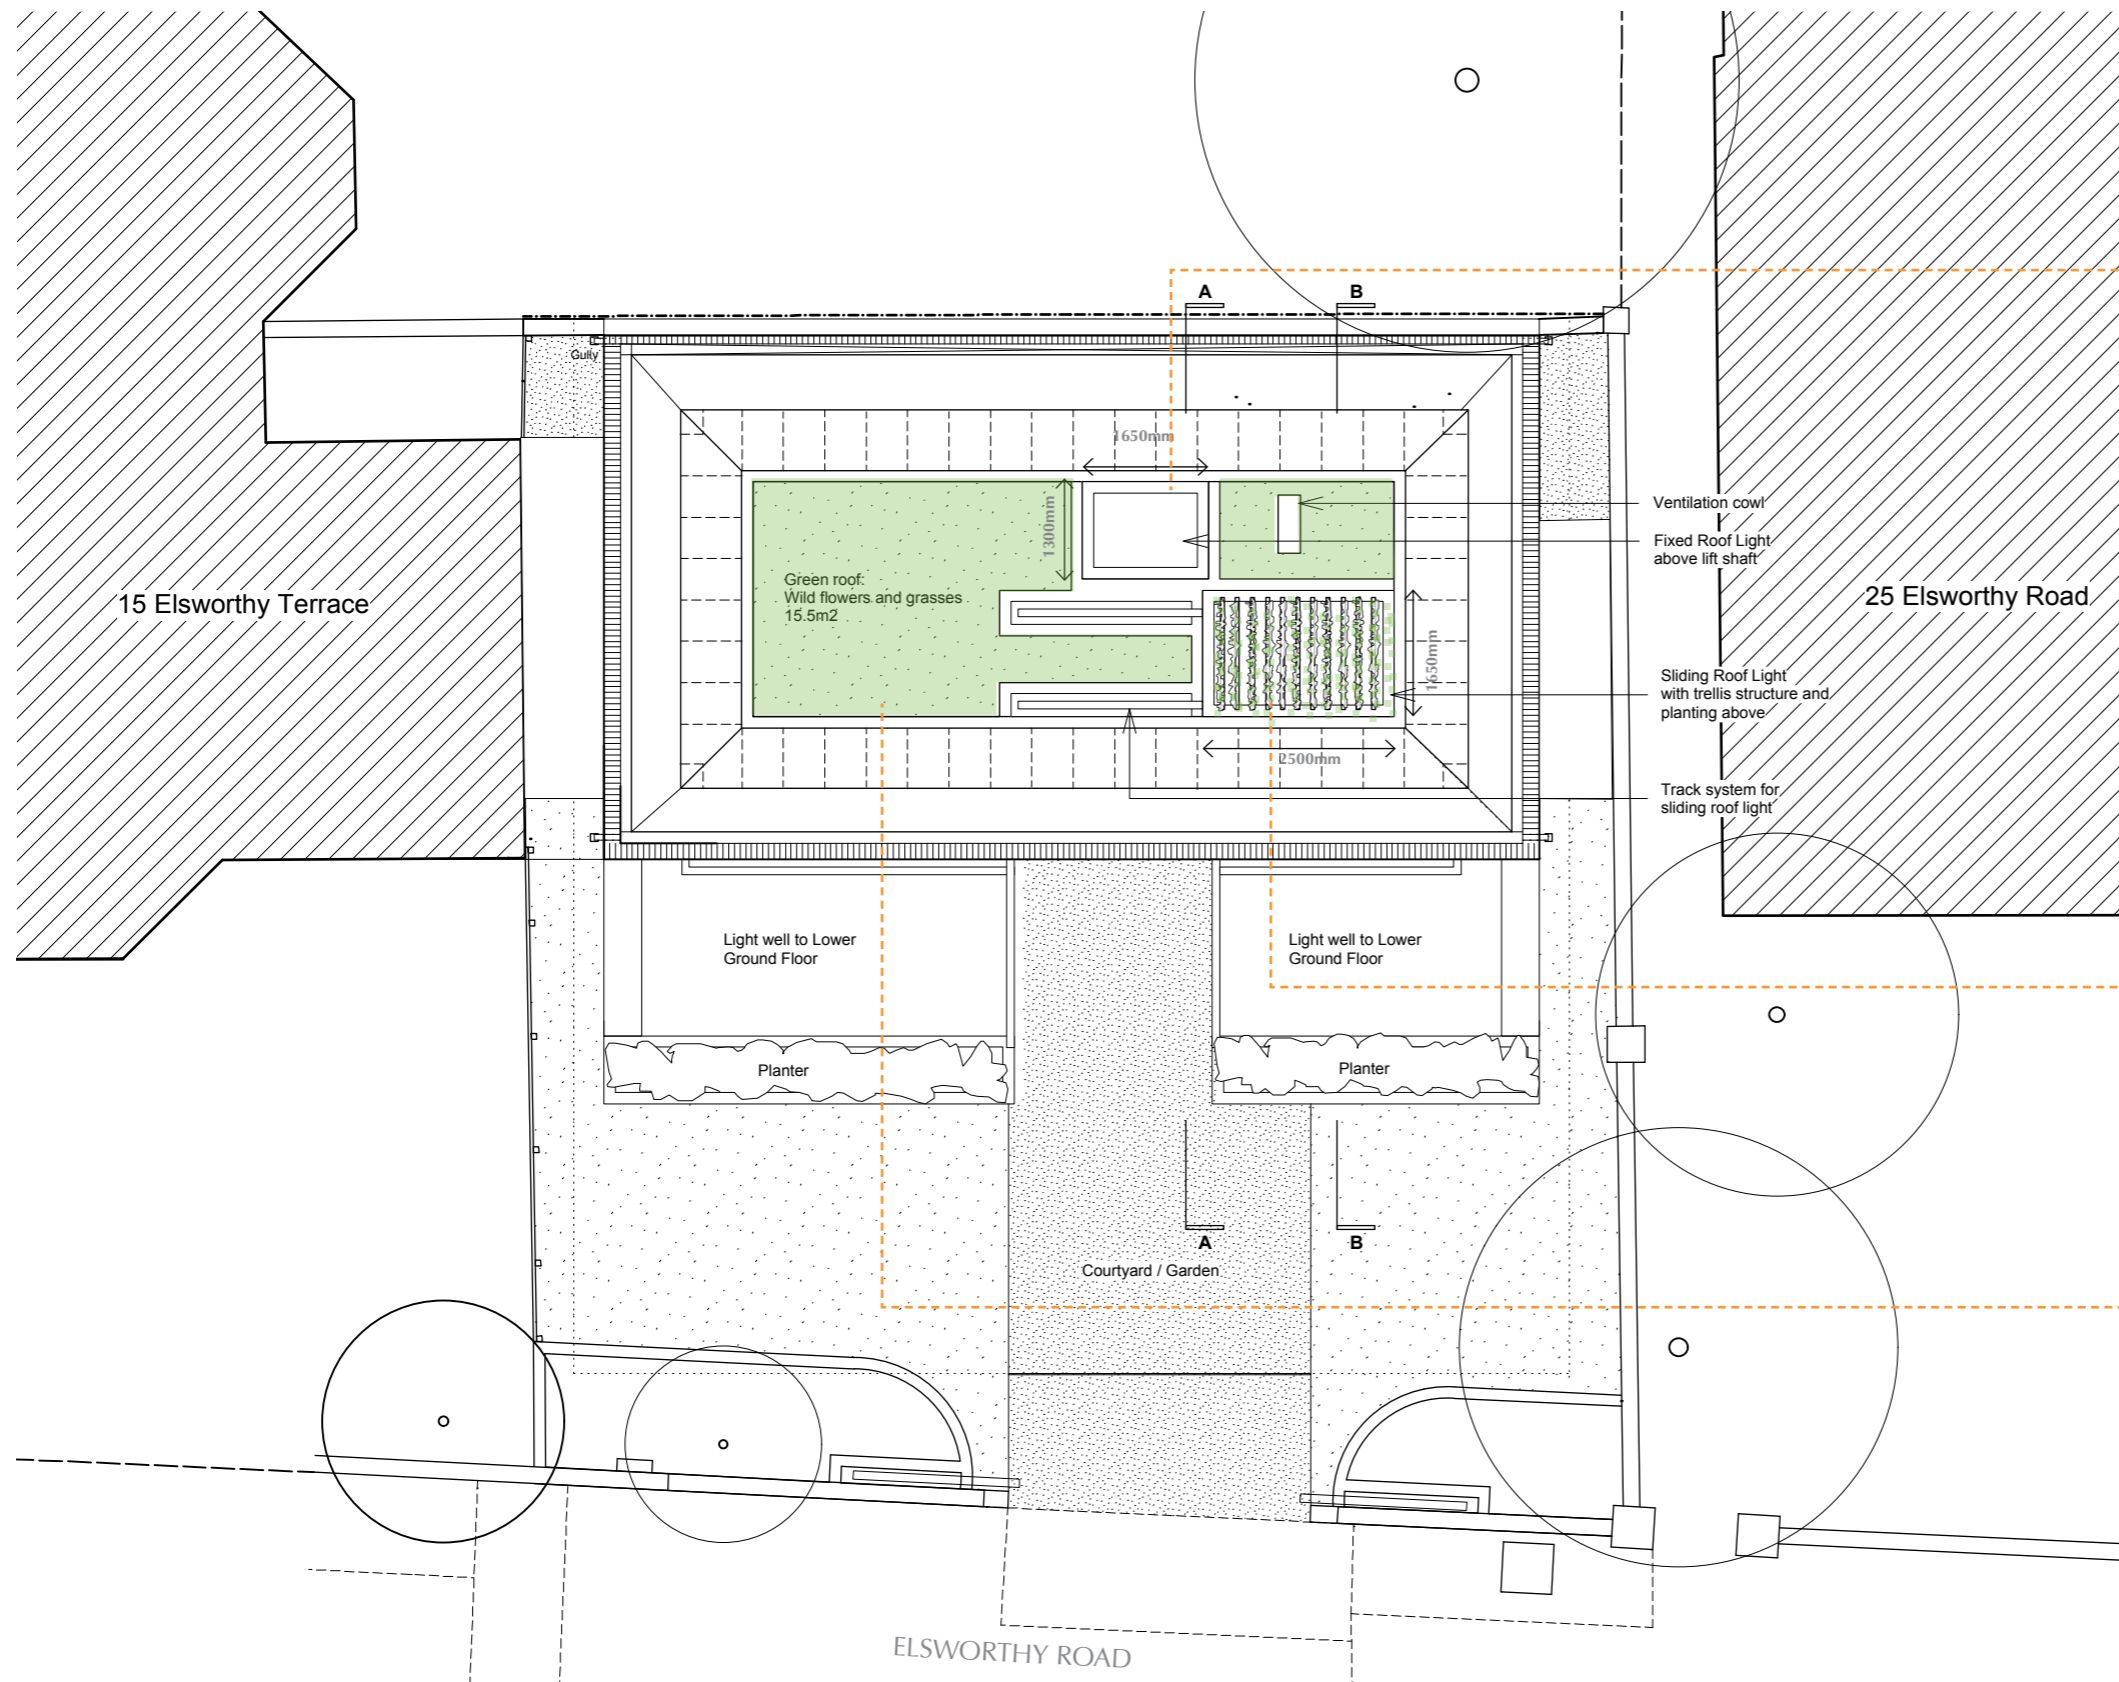 A
B
Gully
1650mm
1300mm
Ventilation cowl
Fixed Roof Light
above lift shaft
Green roof:
Wild flowers and grasses
15.5m2
15 Elsworthy Terrace
25 Elsworthy Road
1650mm
Sliding Roof Light
with trellis structure and
planting above
2500mm
Track system for
sliding roof light
Light well to Lower
Ground Floor
Light well to Lower
Ground Floor
Planter
Planter
A
B
Courtyard / Garden
ELSWORTHY ROAD